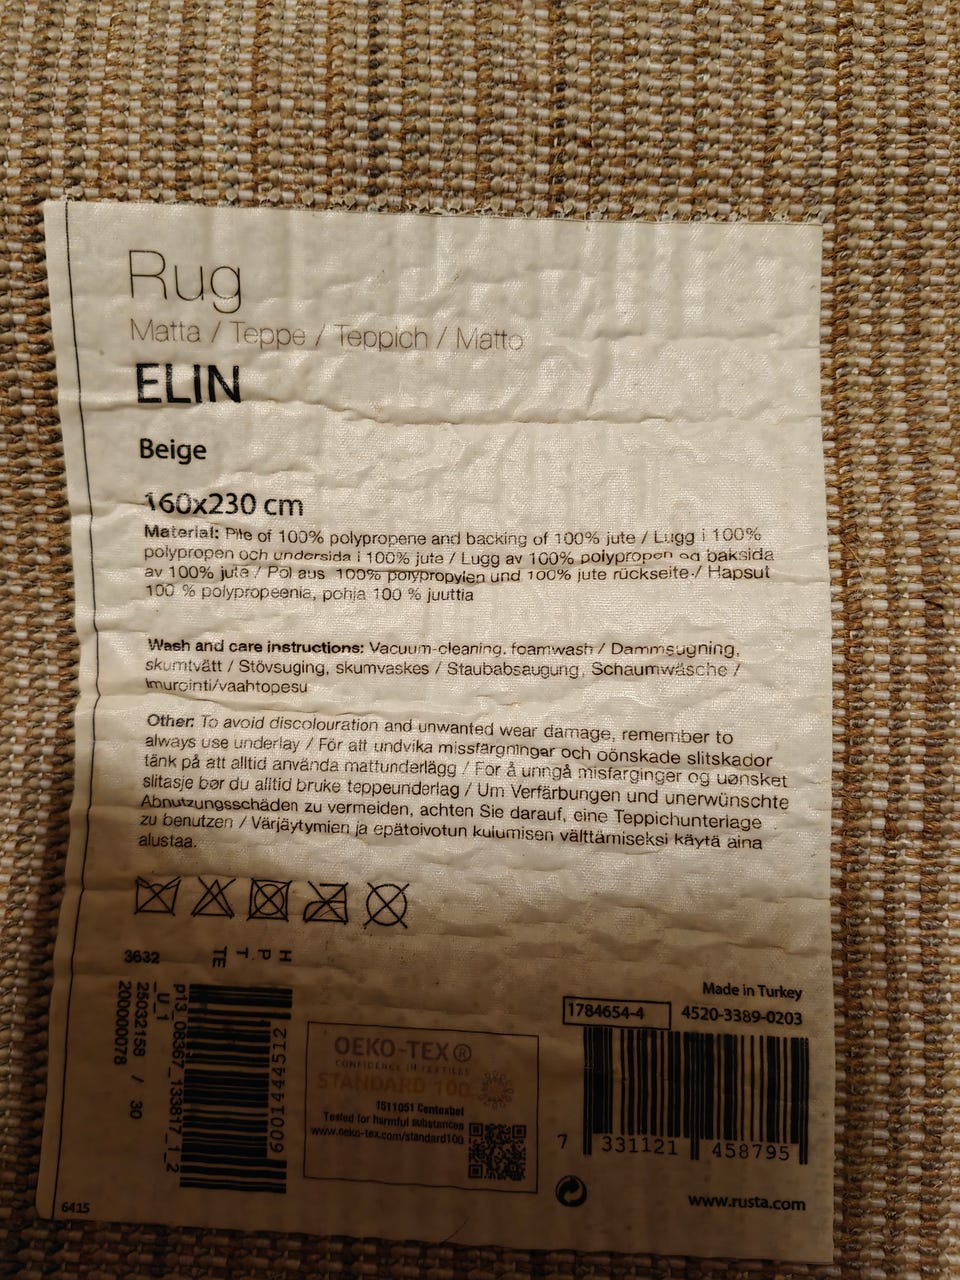 Rug
Matta / Teppe / Teppich / Matto
ELIN
Beige
160x230 cm
Material: Pile of 100% polypropene and backing of 100% jute / Lugg i 100%
polypropen och undersida i 100% jute / Lugg av 100% polypropen og baksida
av 100% jute / Pol aus 100% polypropylen und 100% jute rückseite / Hapsut
100 % polypropeenia, pohja 100 % juuttia
Wash and care instructions: Vacuum-cleaning, foamwash / Dammsugning,
skumtvätt / Stövsuging, skumvaskes / Staubabsaugung, Schaumwäsche /
Imurointi/vaahtopesu
Other: To avoid discolouration and unwanted wear damage, remember to
always use underlay / För att undvika missfärgningar och oönskade slitskador
tänk på att alltid använda mattunderlägg / For å unngå misfarginger og uønsket
slitasje bør du alltid bruke teppeunderlag / Um Verfärbungen und unerwünschte
Abnutzungsschäden zu vermeiden, achten Sie darauf, eine Teppichunterlage
zu benutzen / Värjäytymien ja epätoivotun kulumisen välttämiseksi käytä aina
alustaa.
3632
H P T TE
p13_08367_133817_1_2
_U_1
25032158 / 30
20000078
6001444512
OEKO-TEX®
CONFIDENCE IN TEXTILES
STANDARD 100
1511051 Centexbel
Tested for harmful substances
www.oeko-tex.com/standard100
Made in Turkey
1784654-4 4520-3389-0203
7 331121 458795
www.rusta.com
6415